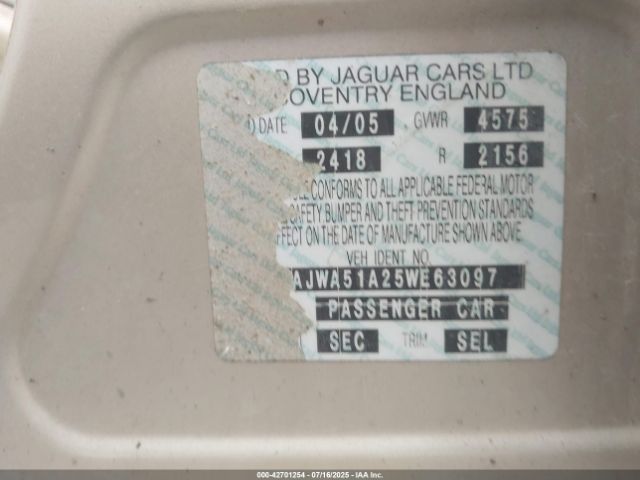 D BY JAGUAR CARS LTD
COVENTRY ENGLAND
D DATE 04/05 GVWR 4575
2418 R 2156
CLE CONFORMS TO ALL APPLICABLE FEDERAL MOTOR
SAFETY BUMPER AND THEFT PREVENTION STANDARDS
EFFECT ON THE DATE OF MANUFACTURE SHOWN ABOVE
VEH IDENT NO.
AJWA51A25WE63097
PASSENGER CAR
SEC TRIM SEL
000-42701254 - 07/16/2025 - IAA Inc.